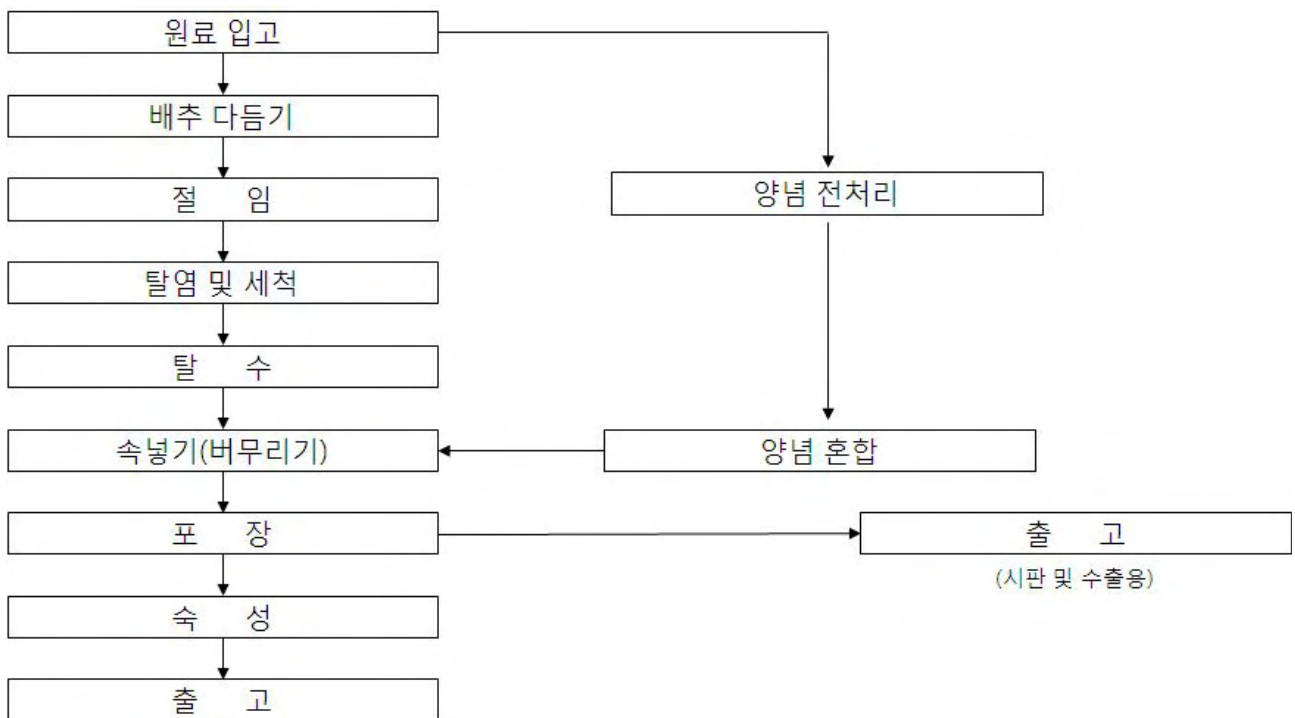 원료 입고
배추 다듬기
절 임
양념 전처리
탈염 및 세척
탈 수
속넣기(버무리기)
양념 혼합
포 장
출 고
(시판 및 수출용)
숙 성
출 고